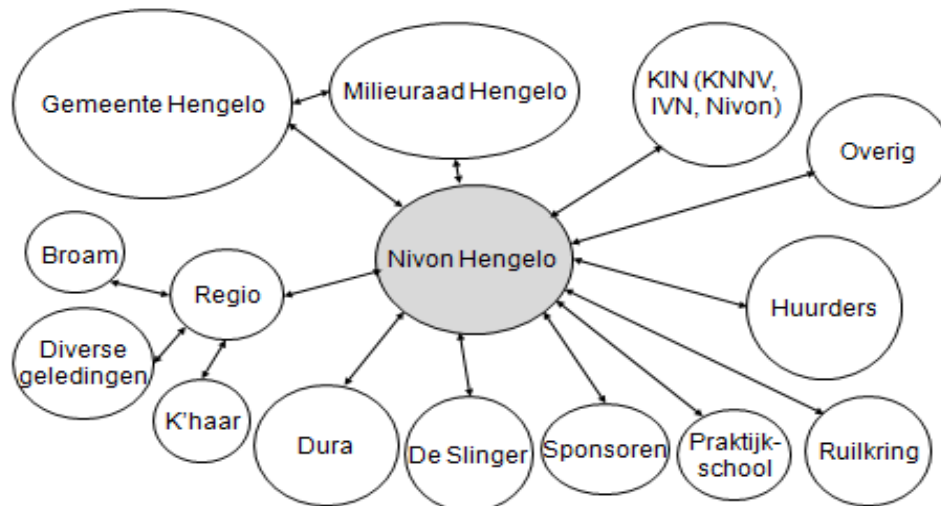 Gemeente Hengelo
Milieuraad Hengelo
KIN (KNNV,
IVN, Nivon)
Overig
Nivon Hengelo
Broam
Regio
Huurders
Diverse
geledingen
K'haar
Dura
De Slinger
Sponsoren
Praktijk-
school
Ruilkring